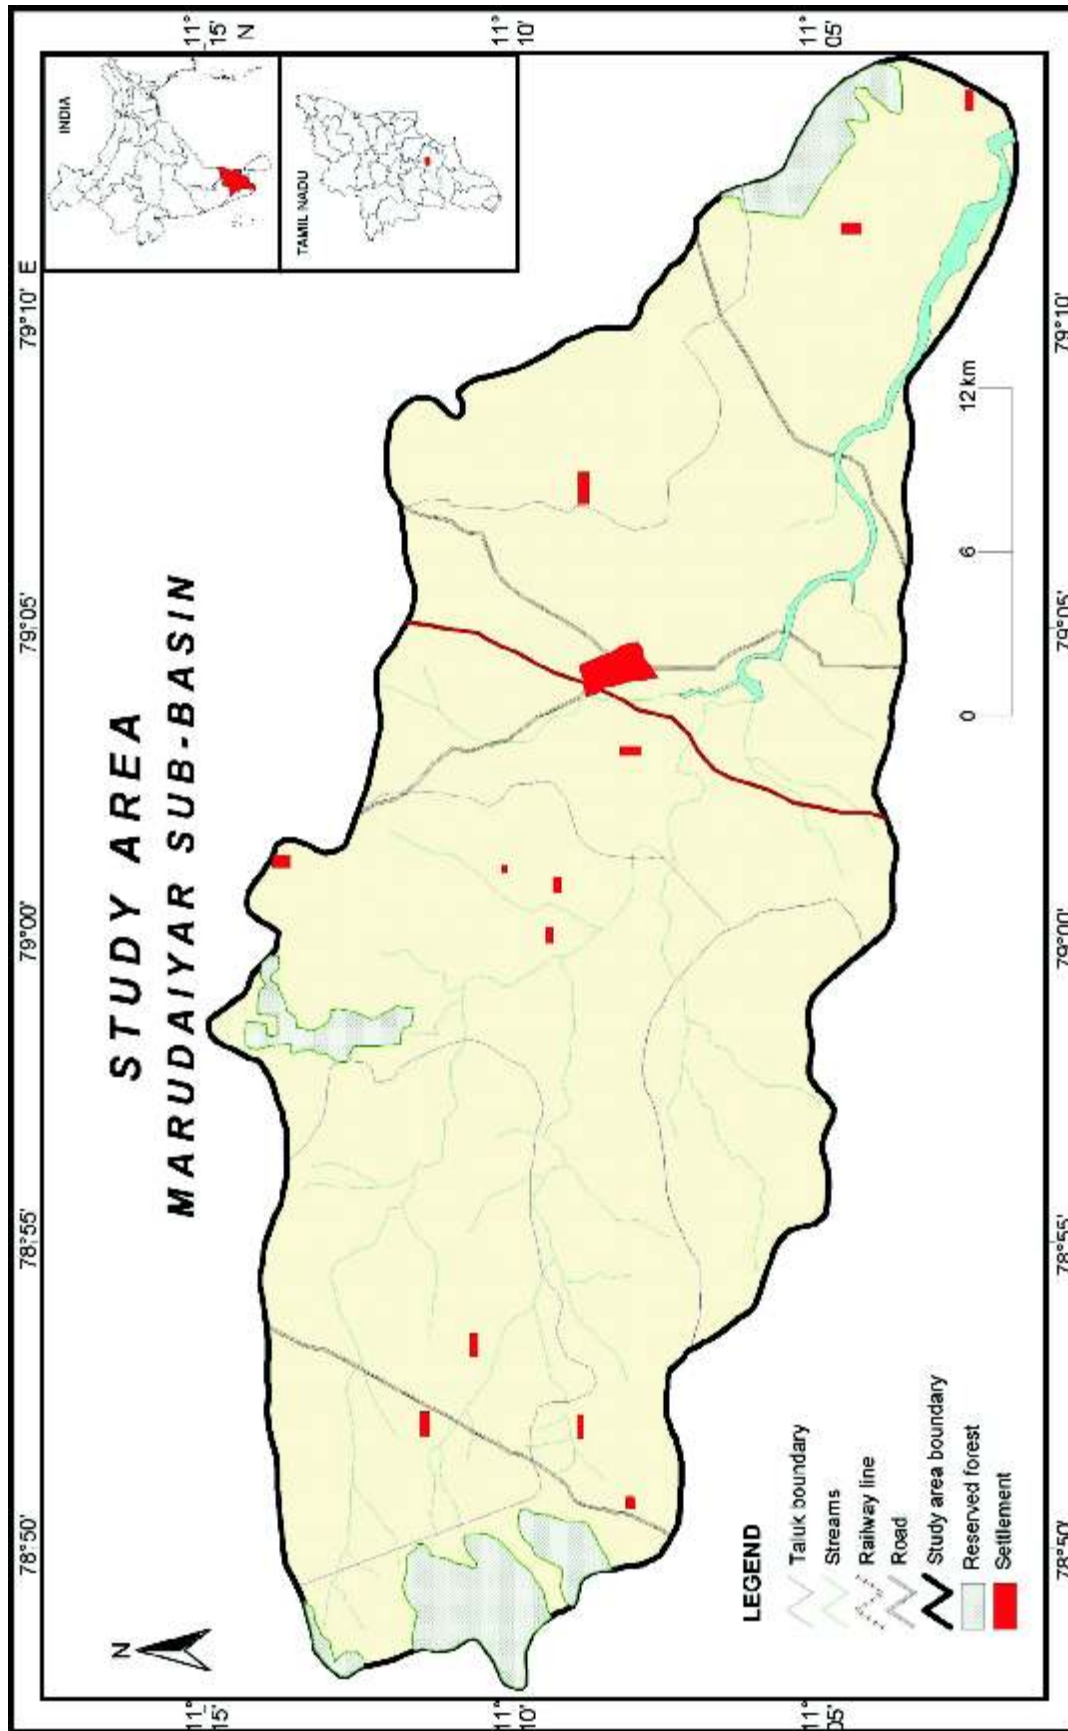 STUDY AREA
MARUDAIYAR SUB-BASIN
N
78°50'
78°55'
79°00'
79°05'
79°10' E
11°
15'
N
11°
10'
11°
05'
INDIA
TAMIL NADU
11°
15'
11°
10'
11°
05'
78°50'
78°55'
79°00'
79°05'
79°10'
LEGEND
Taluk boundary
Streams
Railway line
Road
Study area boundary
Reserved forest
Settlement
0 6 12 km